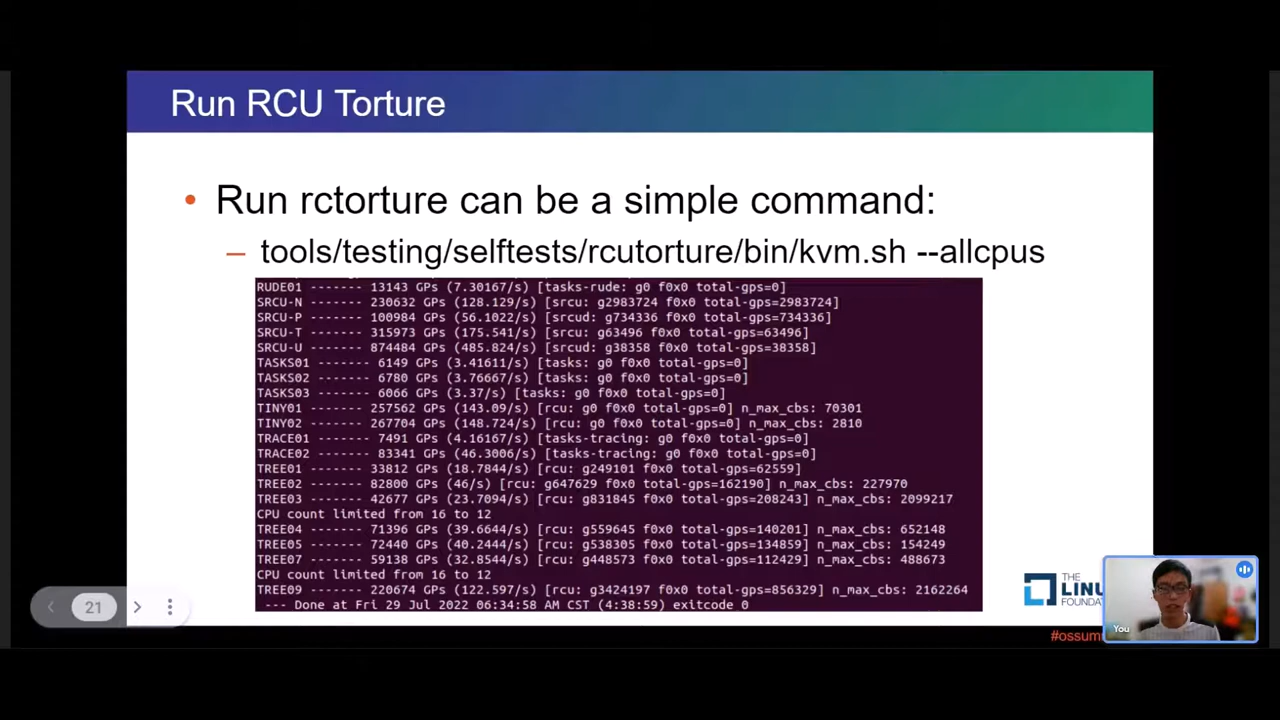 Run RCU Torture
• Run rctorture can be a simple command:
– tools/testing/selftests/rcutorture/bin/kvm.sh --allcpus
RUDE01 ------- 13143 GPs (7.30167/s) [tasks-rude: g0 f0x0 total-gps=0]
SRCU-N ------- 230632 GPs (128.129/s) [srcu: g2983724 f0x0 total-gps=2983724]
SRCU-P ------- 100984 GPs (56.1022/s) [srcud: g734336 f0x0 total-gps=734336]
SRCU-T ------- 315973 GPs (175.541/s) [srcu: g63496 f0x0 total-gps=63496]
SRCU-U ------- 874484 GPs (485.824/s) [srcud: g38358 f0x0 total-gps=38358]
TASKS01 ------- 6149 GPs (3.41611/s) [tasks: g0 f0x0 total-gps=0]
TASKS02 ------- 6780 GPs (3.76667/s) [tasks: g0 f0x0 total-gps=0]
TASKS03 ------- 6066 GPs (3.37/s) [tasks: g0 f0x0 total-gps=0]
TINY01 ------- 257562 GPs (143.09/s) [rcu: g0 f0x0 total-gps=0] n_max_cbs: 70301
TINY02 ------- 267704 GPs (148.724/s) [rcu: g0 f0x0 total-gps=0] n_max_cbs: 2810
TRACE01 ------- 7491 GPs (4.16167/s) [tasks-tracing: g0 f0x0 total-gps=0]
TRACE02 ------- 83341 GPs (46.3006/s) [tasks-tracing: g0 f0x0 total-gps=0]
TREE01 ------- 33812 GPs (18.7844/s) [rcu: g249101 f0x0 total-gps=62559]
TREE02 ------- 82800 GPs (46/s) [rcu: g647629 f0x0 total-gps=162190] n_max_cbs: 227970
TREE03 ------- 42677 GPs (23.7094/s) [rcu: g831845 f0x0 total-gps=208243] n_max_cbs: 2099217
CPU count limited from 16 to 12
TREE04 ------- 71396 GPs (39.6644/s) [rcu: g559645 f0x0 total-gps=140201] n_max_cbs: 652148
TREE05 ------- 72440 GPs (40.2444/s) [rcu: g538305 f0x0 total-gps=134859] n_max_cbs: 154249
TREE07 ------- 59138 GPs (32.8544/s) [rcu: g448573 f0x0 total-gps=112429] n_max_cbs: 488673
CPU count limited from 16 to 12
TREE09 ------- 220674 GPs (122.597/s) [rcu: g3424197 f0x0 total-gps=856329] n_max_cbs: 2162264
--- Done at Fri 29 Jul 2022 06:34:58 AM CST (4:38:59) exitcode 0
21
THE
LINU
FOUNDA
#ossum
You